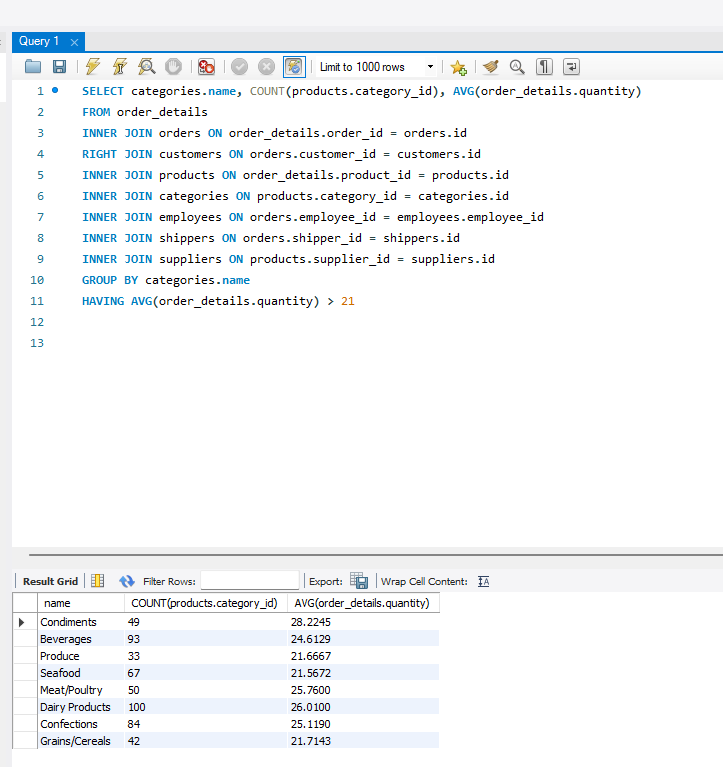 Query 1
Limit to 1000 rows
1 SELECT categories.name, COUNT(products.category_id), AVG(order_details.quantity)
2 FROM order_details
3 INNER JOIN orders ON order_details.order_id = orders.id
4 RIGHT JOIN customers ON orders.customer_id = customers.id
5 INNER JOIN products ON order_details.product_id = products.id
6 INNER JOIN categories ON products.category_id = categories.id
7 INNER JOIN employees ON orders.employee_id = employees.employee_id
8 INNER JOIN shippers ON orders.shipper_id = shippers.id
9 INNER JOIN suppliers ON products.supplier_id = suppliers.id
10 GROUP BY categories.name
11 HAVING AVG(order_details.quantity) > 21
12
13
Result Grid Filter Rows: Export: Wrap Cell Content: IA
name COUNT(products.category_id) AVG(order_details.quantity)
Condiments 49 28.2245
Beverages 93 24.6129
Produce 33 21.6667
Seafood 67 21.5672
Meat/Poultry 50 25.7600
Dairy Products 100 26.0100
Confections 84 25.1190
Grains/Cereals 42 21.7143